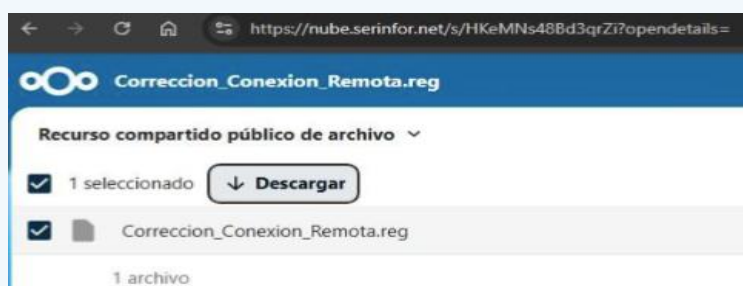 https://nube.serinfor.net/s/HKeMNs48Bd3qrZi?opendetails=
Correccion_Conexion_Remota.reg
Recurso compartido público de archivo
1 seleccionado Descargar
Correccion_Conexion_Remota.reg
1 archivo